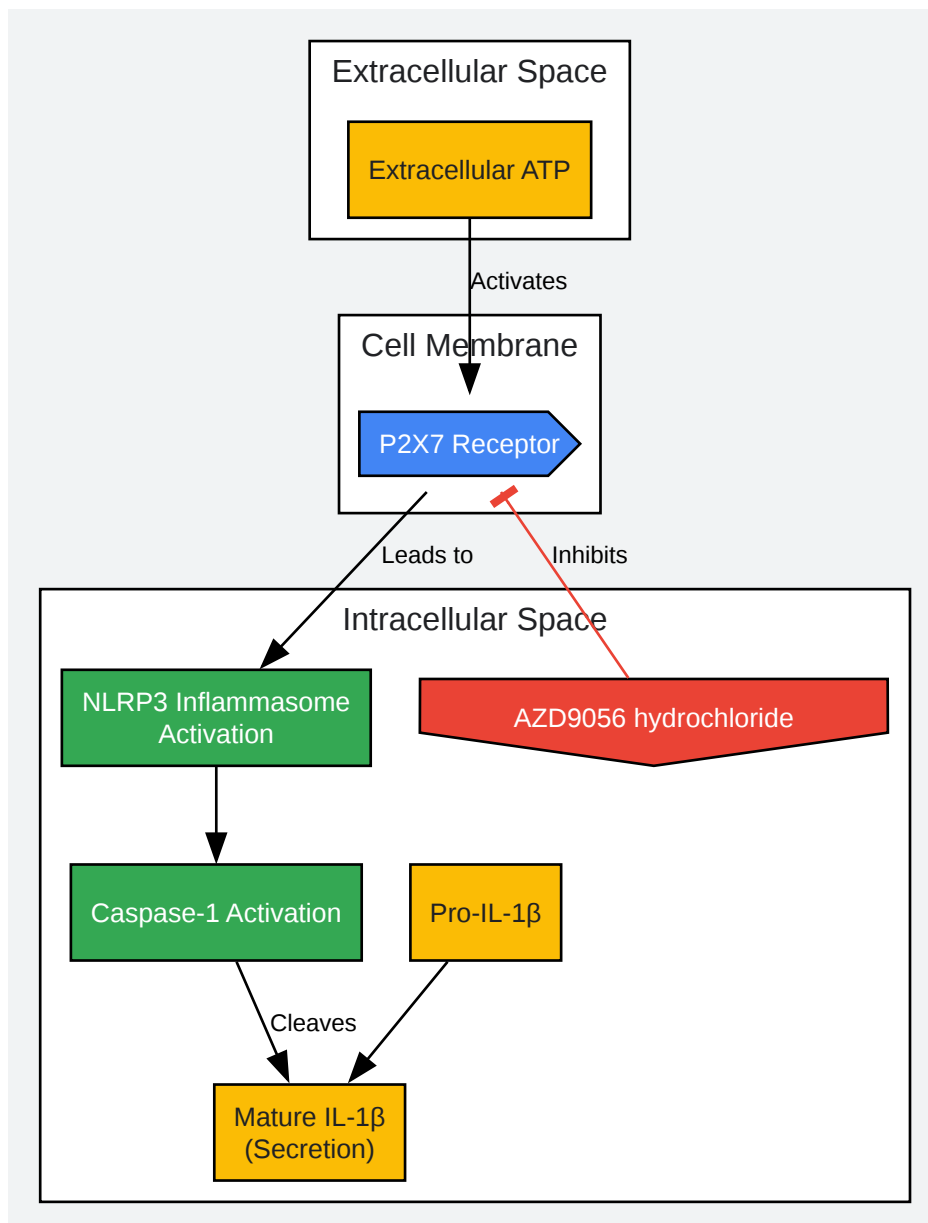 Extracellular Space
Extracellular ATP
Activates
Cell Membrane
P2X7 Receptor
Leads to
Inhibits
Intracellular Space
NLRP3 Inflammasome
Activation
AZD9056 hydrochloride
Caspase-1 Activation
Pro-IL-1β
Cleaves
Mature IL-1β
(Secretion)